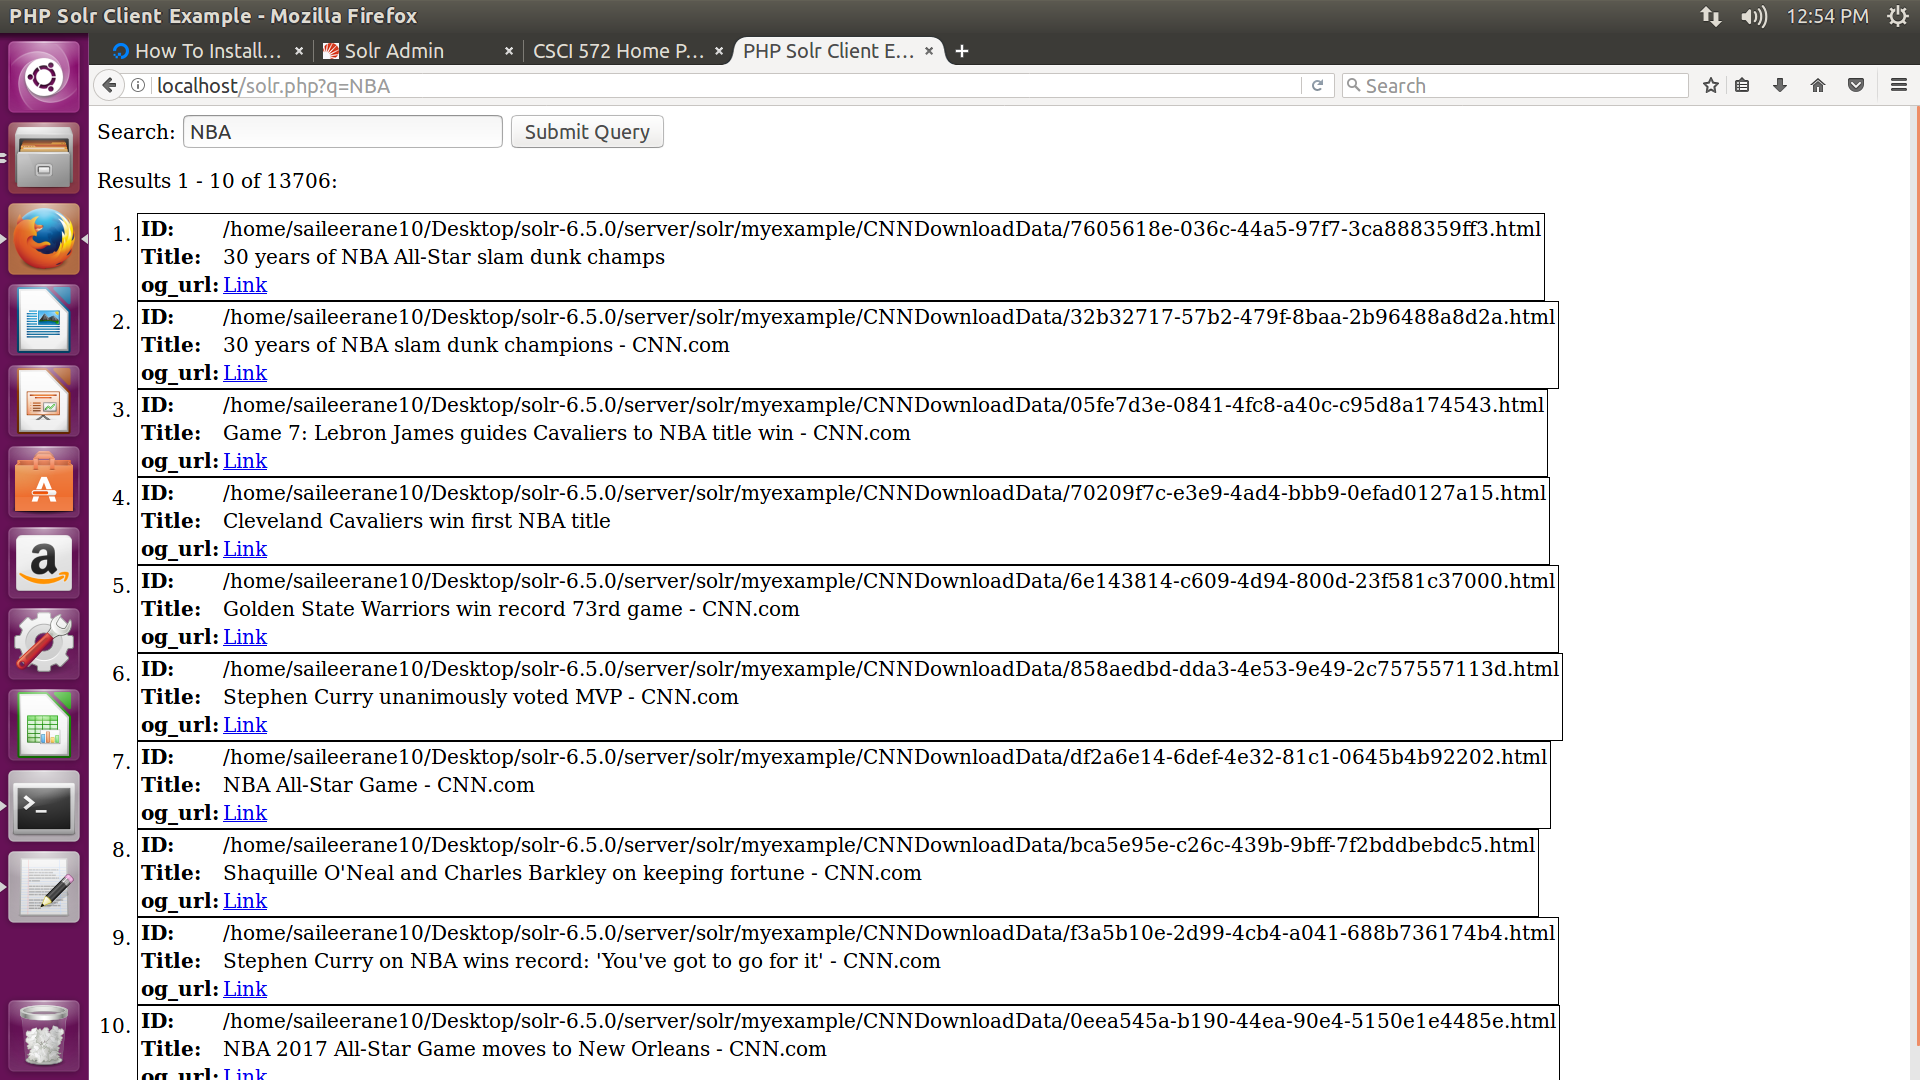 PHP Solr Client Example - Mozilla Firefox
12:54 PM
How To Install... × Solr Admin × CSCI 572 Home P... × PHP Solr Client E... × +
localhost/solr.php?q=NBA
Search
Search: NBA Submit Query
Results 1 - 10 of 13706:
1. ID: /home/saileerane10/Desktop/solr-6.5.0/server/solr/myexample/CNNDownloadData/7605618e-036c-44a5-97f7-3ca888359ff3.html
Title: 30 years of NBA All-Star slam dunk champs
og_url: Link
2. ID: /home/saileerane10/Desktop/solr-6.5.0/server/solr/myexample/CNNDownloadData/32b32717-57b2-479f-8baa-2b96488a8d2a.html
Title: 30 years of NBA slam dunk champions - CNN.com
og_url: Link
3. ID: /home/saileerane10/Desktop/solr-6.5.0/server/solr/myexample/CNNDownloadData/05fe7d3e-0841-4fc8-a40c-c95d8a174543.html
Title: Game 7: Lebron James guides Cavaliers to NBA title win - CNN.com
og_url: Link
4. ID: /home/saileerane10/Desktop/solr-6.5.0/server/solr/myexample/CNNDownloadData/70209f7c-e3e9-4ad4-bbb9-0efad0127a15.html
Title: Cleveland Cavaliers win first NBA title
og_url: Link
5. ID: /home/saileerane10/Desktop/solr-6.5.0/server/solr/myexample/CNNDownloadData/6e143814-c609-4d94-800d-23f581c37000.html
Title: Golden State Warriors win record 73rd game - CNN.com
og_url: Link
6. ID: /home/saileerane10/Desktop/solr-6.5.0/server/solr/myexample/CNNDownloadData/858aedbd-dda3-4e53-9e49-2c757557113d.html
Title: Stephen Curry unanimously voted MVP - CNN.com
og_url: Link
7. ID: /home/saileerane10/Desktop/solr-6.5.0/server/solr/myexample/CNNDownloadData/df2a6e14-6def-4e32-81c1-0645b4b92202.html
Title: NBA All-Star Game - CNN.com
og_url: Link
8. ID: /home/saileerane10/Desktop/solr-6.5.0/server/solr/myexample/CNNDownloadData/bca5e95e-c26c-439b-9bff-7f2bddbebdc5.html
Title: Shaquille O'Neal and Charles Barkley on keeping fortune - CNN.com
og_url: Link
9. ID: /home/saileerane10/Desktop/solr-6.5.0/server/solr/myexample/CNNDownloadData/f3a5b10e-2d99-4cb4-a041-688b736174b4.html
Title: Stephen Curry on NBA wins record: 'You've got to go for it' - CNN.com
og_url: Link
10. ID: /home/saileerane10/Desktop/solr-6.5.0/server/solr/myexample/CNNDownloadData/0eea545a-b190-44ea-90e4-5150e1e4485e.html
Title: NBA 2017 All-Star Game moves to New Orleans - CNN.com
og_url: Link